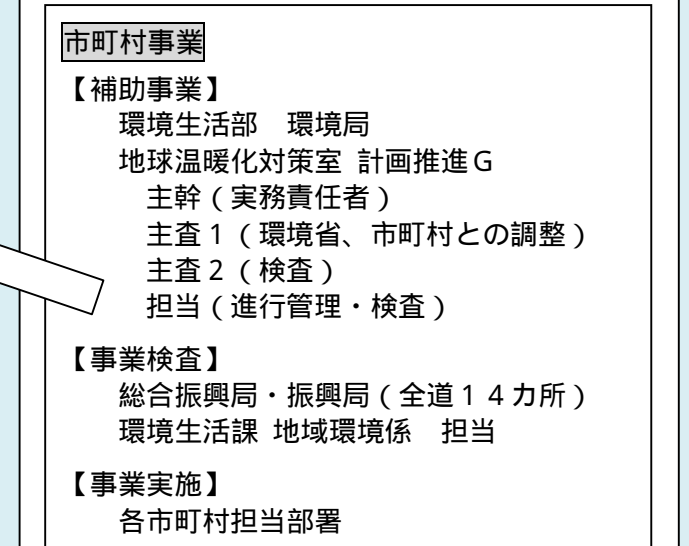 市町村事業
【補助事業】
環境生活部　環境局
地球温暖化対策室 計画推進Ｇ
主幹（実務責任者）
主査１（環境省、市町村との調整）
主査２（検査）
担当（進行管理・検査）
【事業検査】
総合振興局・振興局（全道１４カ所）
環境生活課 地域環境係　担当
【事業実施】
各市町村担当部署